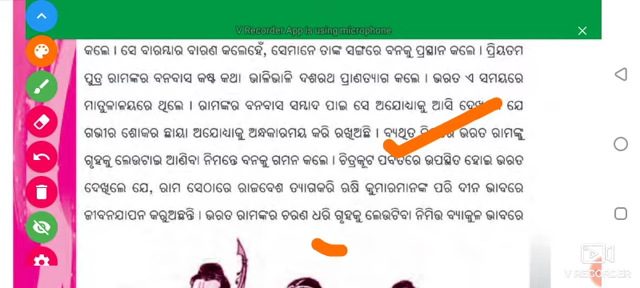 V Recorder App is using microphone
କଲେ । ସେ ବାରମ୍ବାର ବାରଣ କଲେହେଁ, ସେମାନେ ତାଙ୍କ ସଙ୍ଗରେ ବନକୁ ପ୍ରସ୍ଥାନ କଲେ । ପ୍ରିୟତମ
ପୁତ୍ର ରାମଙ୍କର ବନବାସ କଷ୍ଟ କଥା ଭାଳିଭାଳି ଦଶରଥ ପ୍ରାଣତ୍ୟାଗ କଲେ । ଭରତ ଏ ସମୟରେ
ମାତୁଳାଳୟରେ ଥିଲେ । ରାମଙ୍କର ବନବାସ ସମ୍ବାଦ ପାଇ ସେ ଅଯୋଧ୍ୟାକୁ ଆସି ଯେ
ଗଭୀର ଶୋକର ଛାୟା ଅଯୋଧ୍ୟାକୁ ଅନ୍ଧକାରମୟ କରି ରଖିଅଛି । ବ୍ୟଥିତ ଭରତ ରାମଙ୍କୁ
ଗୃହକୁ ଲେଉଟାଇ ଆଣିବା ନିମନ୍ତେ ବନକୁ ଗମନ କଲେ । ଚିତ୍ରକୂଟ ପର୍ବତରେ ଉପସ୍ଥିତ ହୋଇ ଭରତ
ଦେଖିଲେ ଯେ, ରାମ ସେଠାରେ ରାଜବେଶ ତ୍ୟାଗକରି ଋଷି କୁମାରମାନଙ୍କ ପରି ଦୀନ ଭାବରେ
ଜୀବନଯାପନ କରୁଅଛନ୍ତି । ଭରତ ରାମଙ୍କର ଚରଣ ଧରି ଗୃହକୁ ଲେଉଟିବା ନିମିତ୍ତ ବ୍ୟାକୁଳ ଭାବରେ
V RECORDER